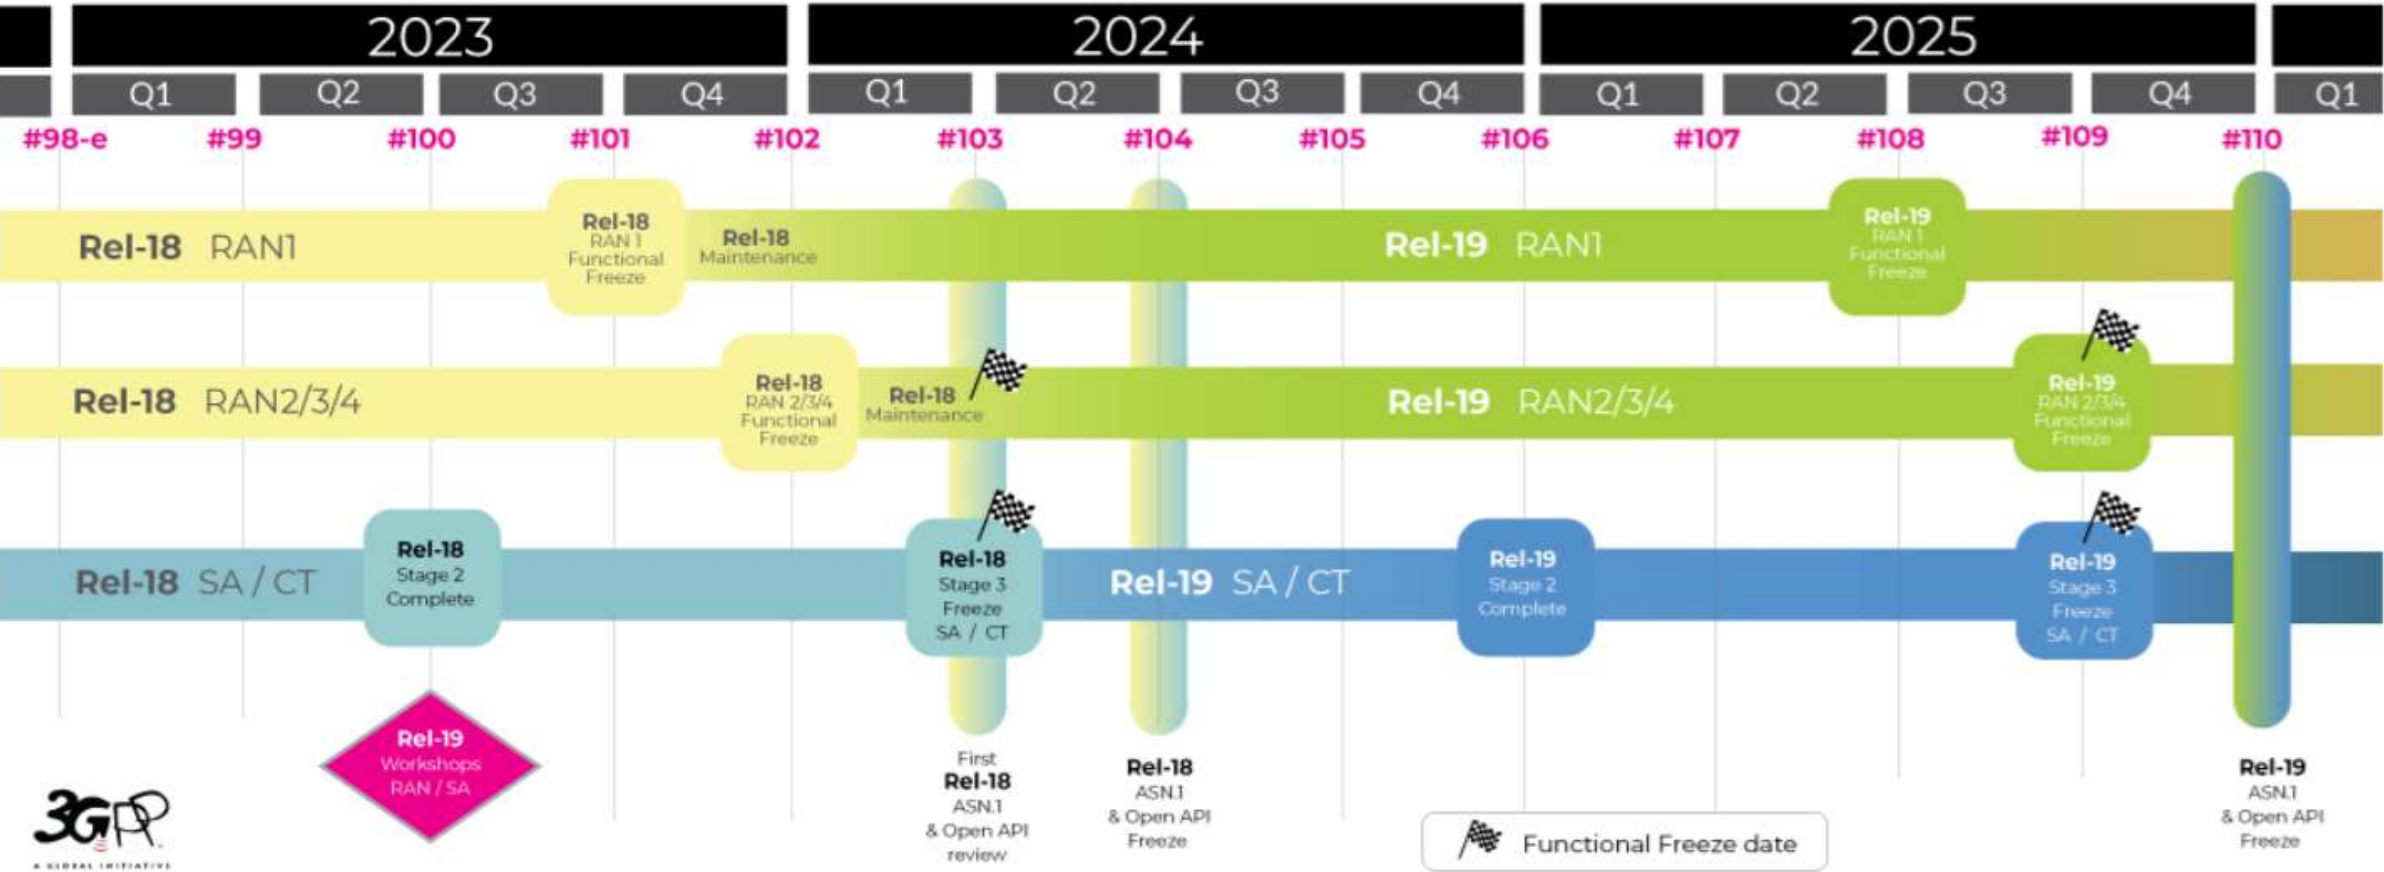 2023
2024
2025
Q1 Q2 Q3 Q4 Q1 Q2 Q3 Q4 Q1 Q2 Q3 Q4 Q1
#98-e #99 #100 #101 #102 #103 #104 #105 #106 #107 #108 #109 #110
Rel-18 RAN1
Rel-18
RAN 1
Functional
Freeze
Rel-18
Maintenance
Rel-19 RAN1
Rel-19
RAN 1
Functional
Freeze
Rel-18 RAN2/3/4
Rel-18
RAN 2/3/4
Functional
Freeze
Rel-18
Maintenance
Rel-19 RAN2/3/4
Rel-19
RAN 2/3/4
Functional
Freeze
Rel-18 SA / CT
Rel-18
Stage 2
Complete
Rel-18
Stage 3
Freeze
SA / CT
Rel-19 SA / CT
Rel-19
Stage 2
Complete
Rel-19
Stage 3
Freeze
SA / CT
Rel-19
Workshops
RAN / SA
First
Rel-18
ASN.1
& Open API
review
Rel-18
ASN.1
& Open API
Freeze
Rel-19
ASN.1
& Open API
Freeze
3GPP
A GLOBAL INITIATIVE
Functional Freeze date